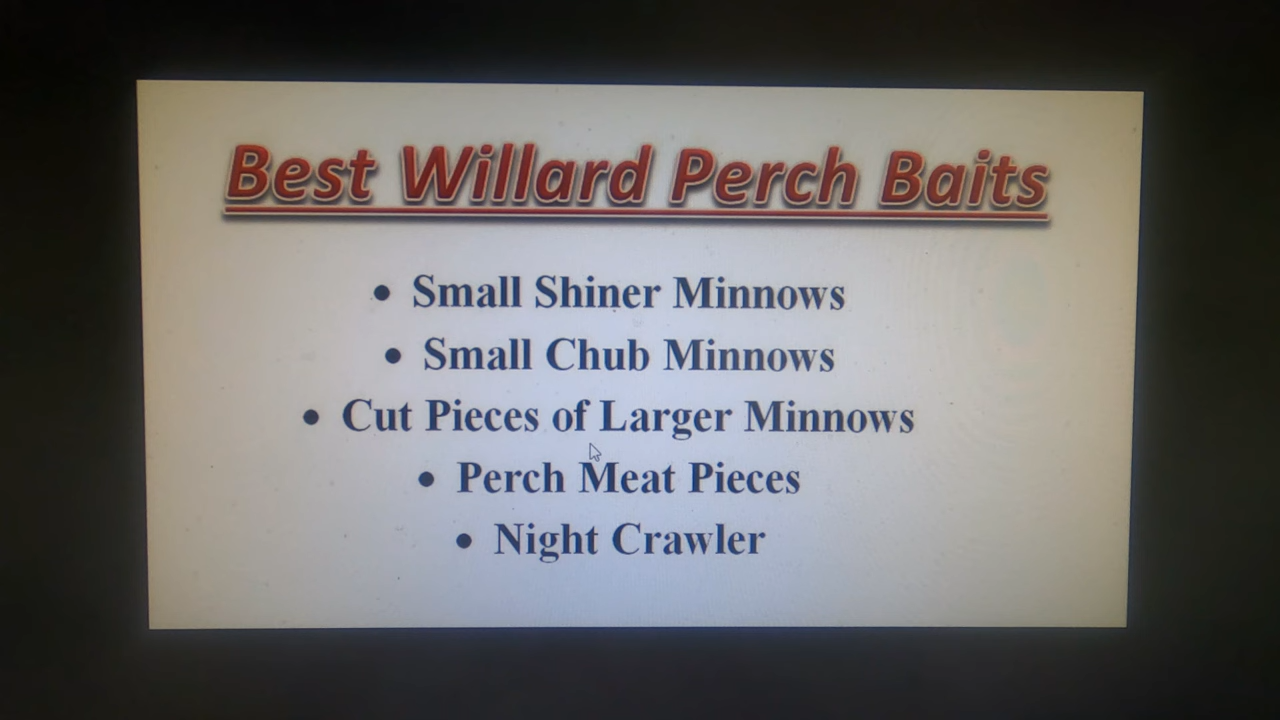 Best Willard Perch Baits
• Small Shiner Minnows
• Small Chub Minnows
• Cut Pieces of Larger Minnows
• Perch Meat Pieces
• Night Crawler